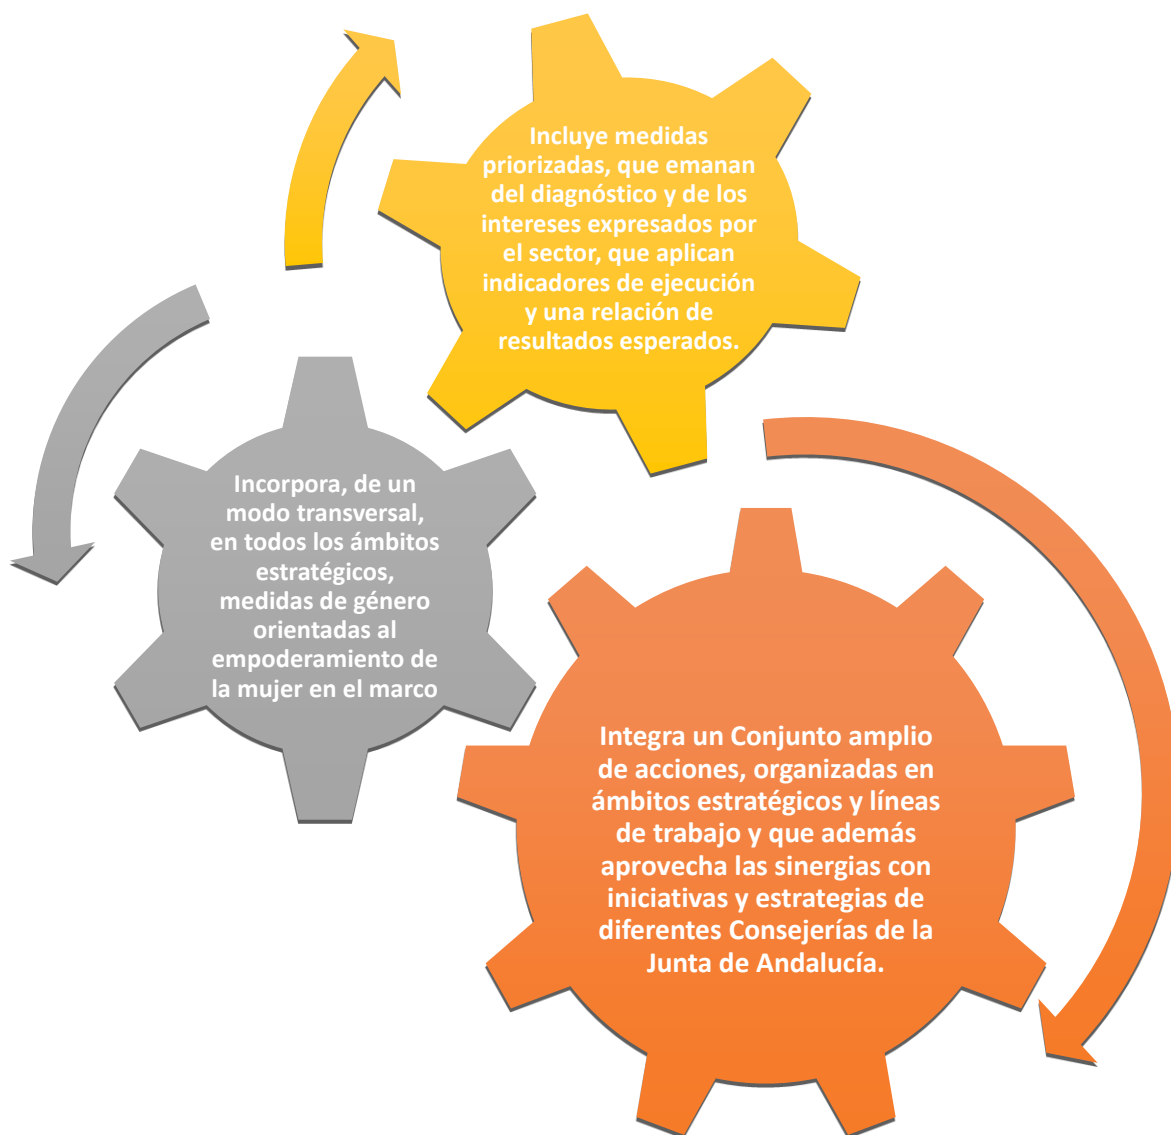 Incluye medidas
priorizadas, que emanan
del diagnóstico y de los
intereses expresados por
el sector, que aplican
indicadores de ejecución
y una relación de
resultados esperados.
Incorpora, de un
modo transversal,
en todos los ámbitos
estratégicos,
medidas de género
orientadas al
empoderamiento de
la mujer en el marco
Integra un Conjunto amplio
de acciones, organizadas en
ámbitos estratégicos y líneas
de trabajo y que además
aprovecha las sinergias con
iniciativas y estrategias de
diferentes Consejerías de la
Junta de Andalucía.